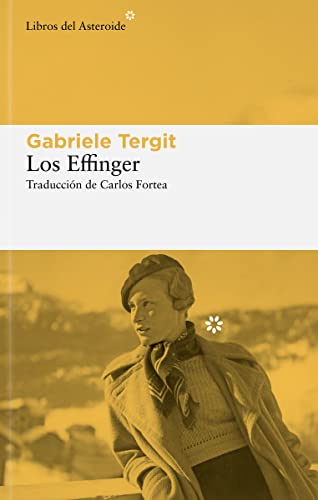 Libros del Asteroide
Gabriele Tergit
Los Effinger
Traducción de Carlos Fortea